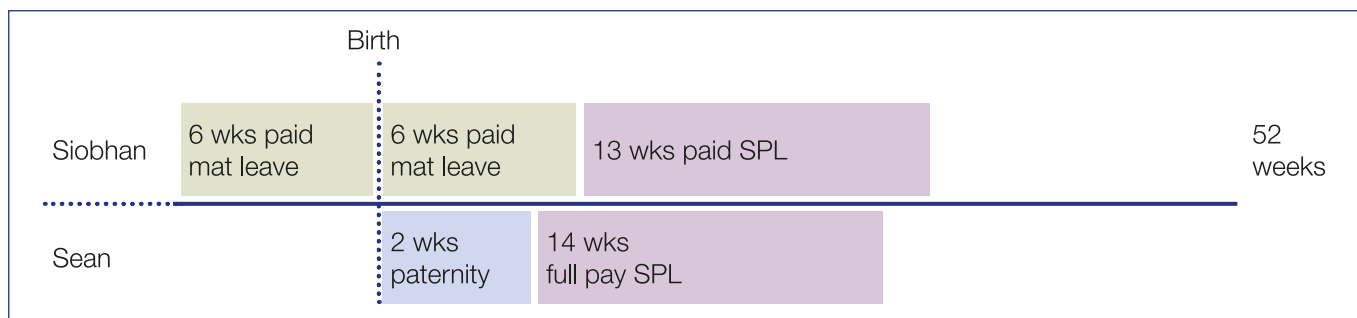 Birth
Siobhan
6 wks paid
mat leave
6 wks paid
mat leave
13 wks paid SPL
52
weeks
Sean
2 wks
paternity
14 wks
full pay SPL